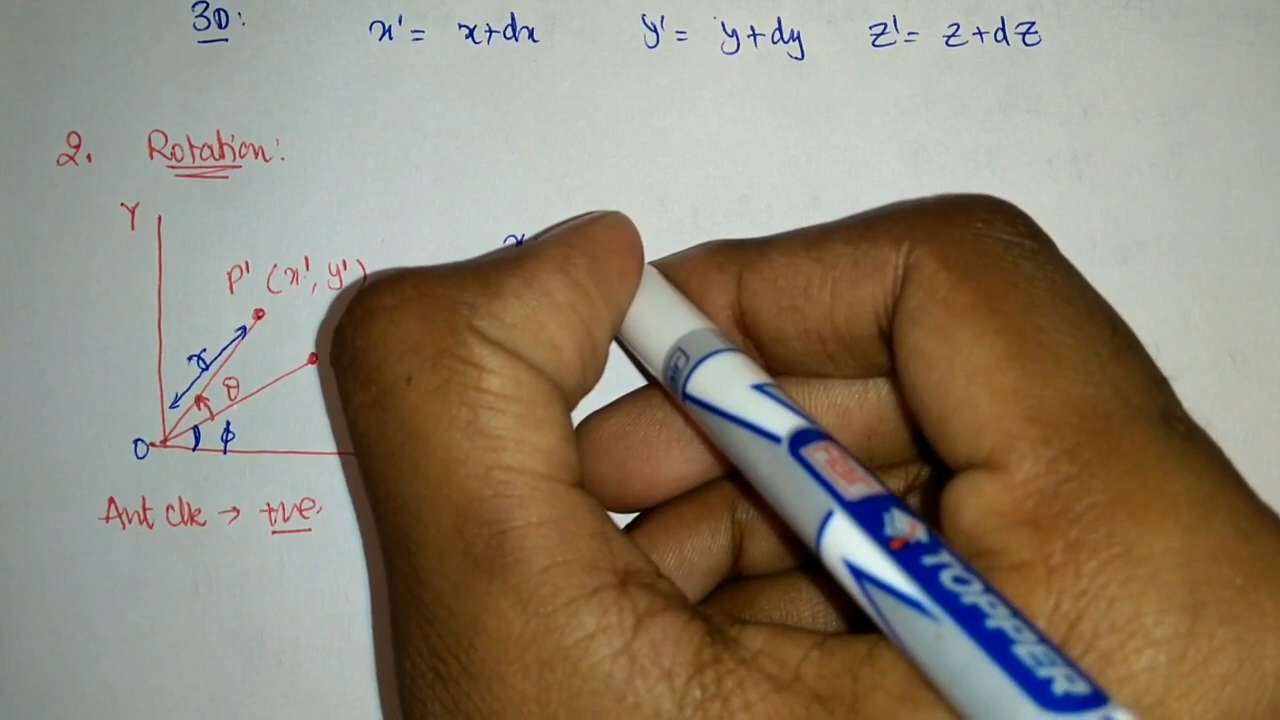 3D: x' = x+dx y' = y+dy z' = z+dz
2. Rotation:
Y
P' (x', y')
x
r
θ
O ϕ
Ant clk → +ve.
TOPPER